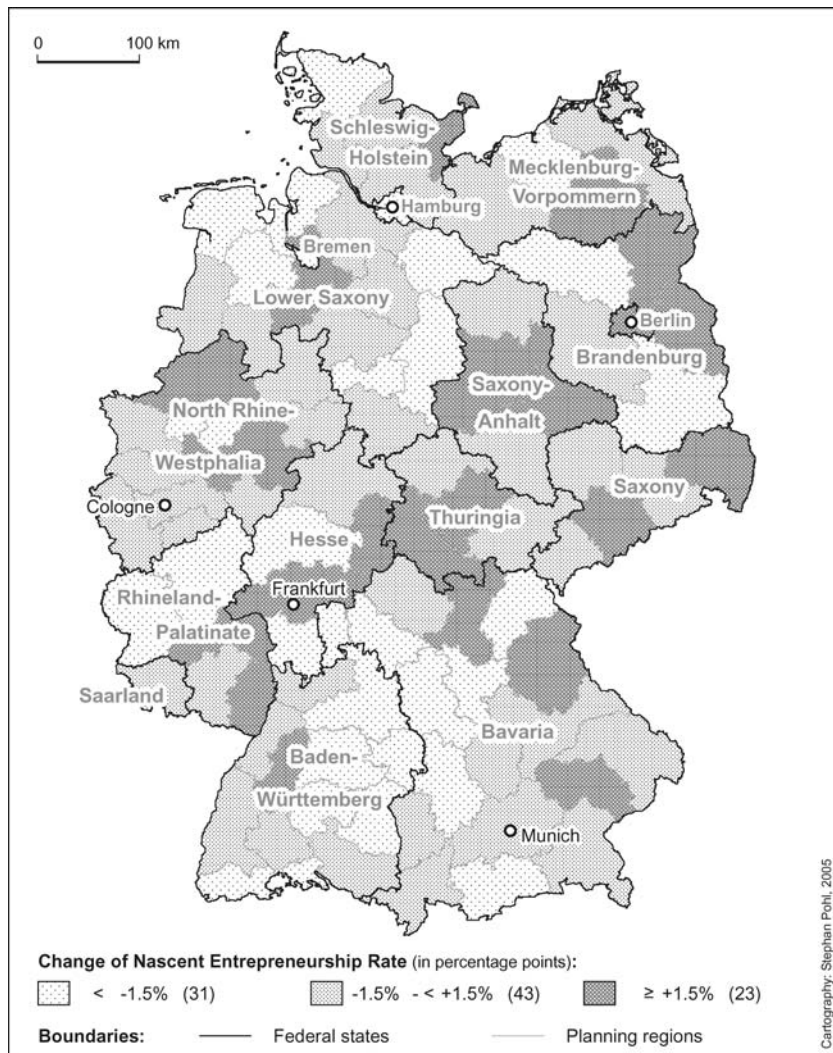 0 100 km
Schleswig-
Holstein
Mecklenburg-
Vorpommern
Hamburg
Bremen
Lower Saxony
Berlin
Brandenburg
Saxony-
Anhalt
North Rhine-
Westphalia
Cologne
Saxony
Thuringia
Hesse
Frankfurt
Rhineland-
Palatinate
Saarland
Bavaria
Baden-
Württemberg
Munich
Change of Nascent Entrepreneurship Rate (in percentage points):
< -1.5% (31) -1.5% - < +1.5% (43) ≥ +1.5% (23)
Boundaries: Federal states Planning regions
Cartography: Stephan Pohl, 2005